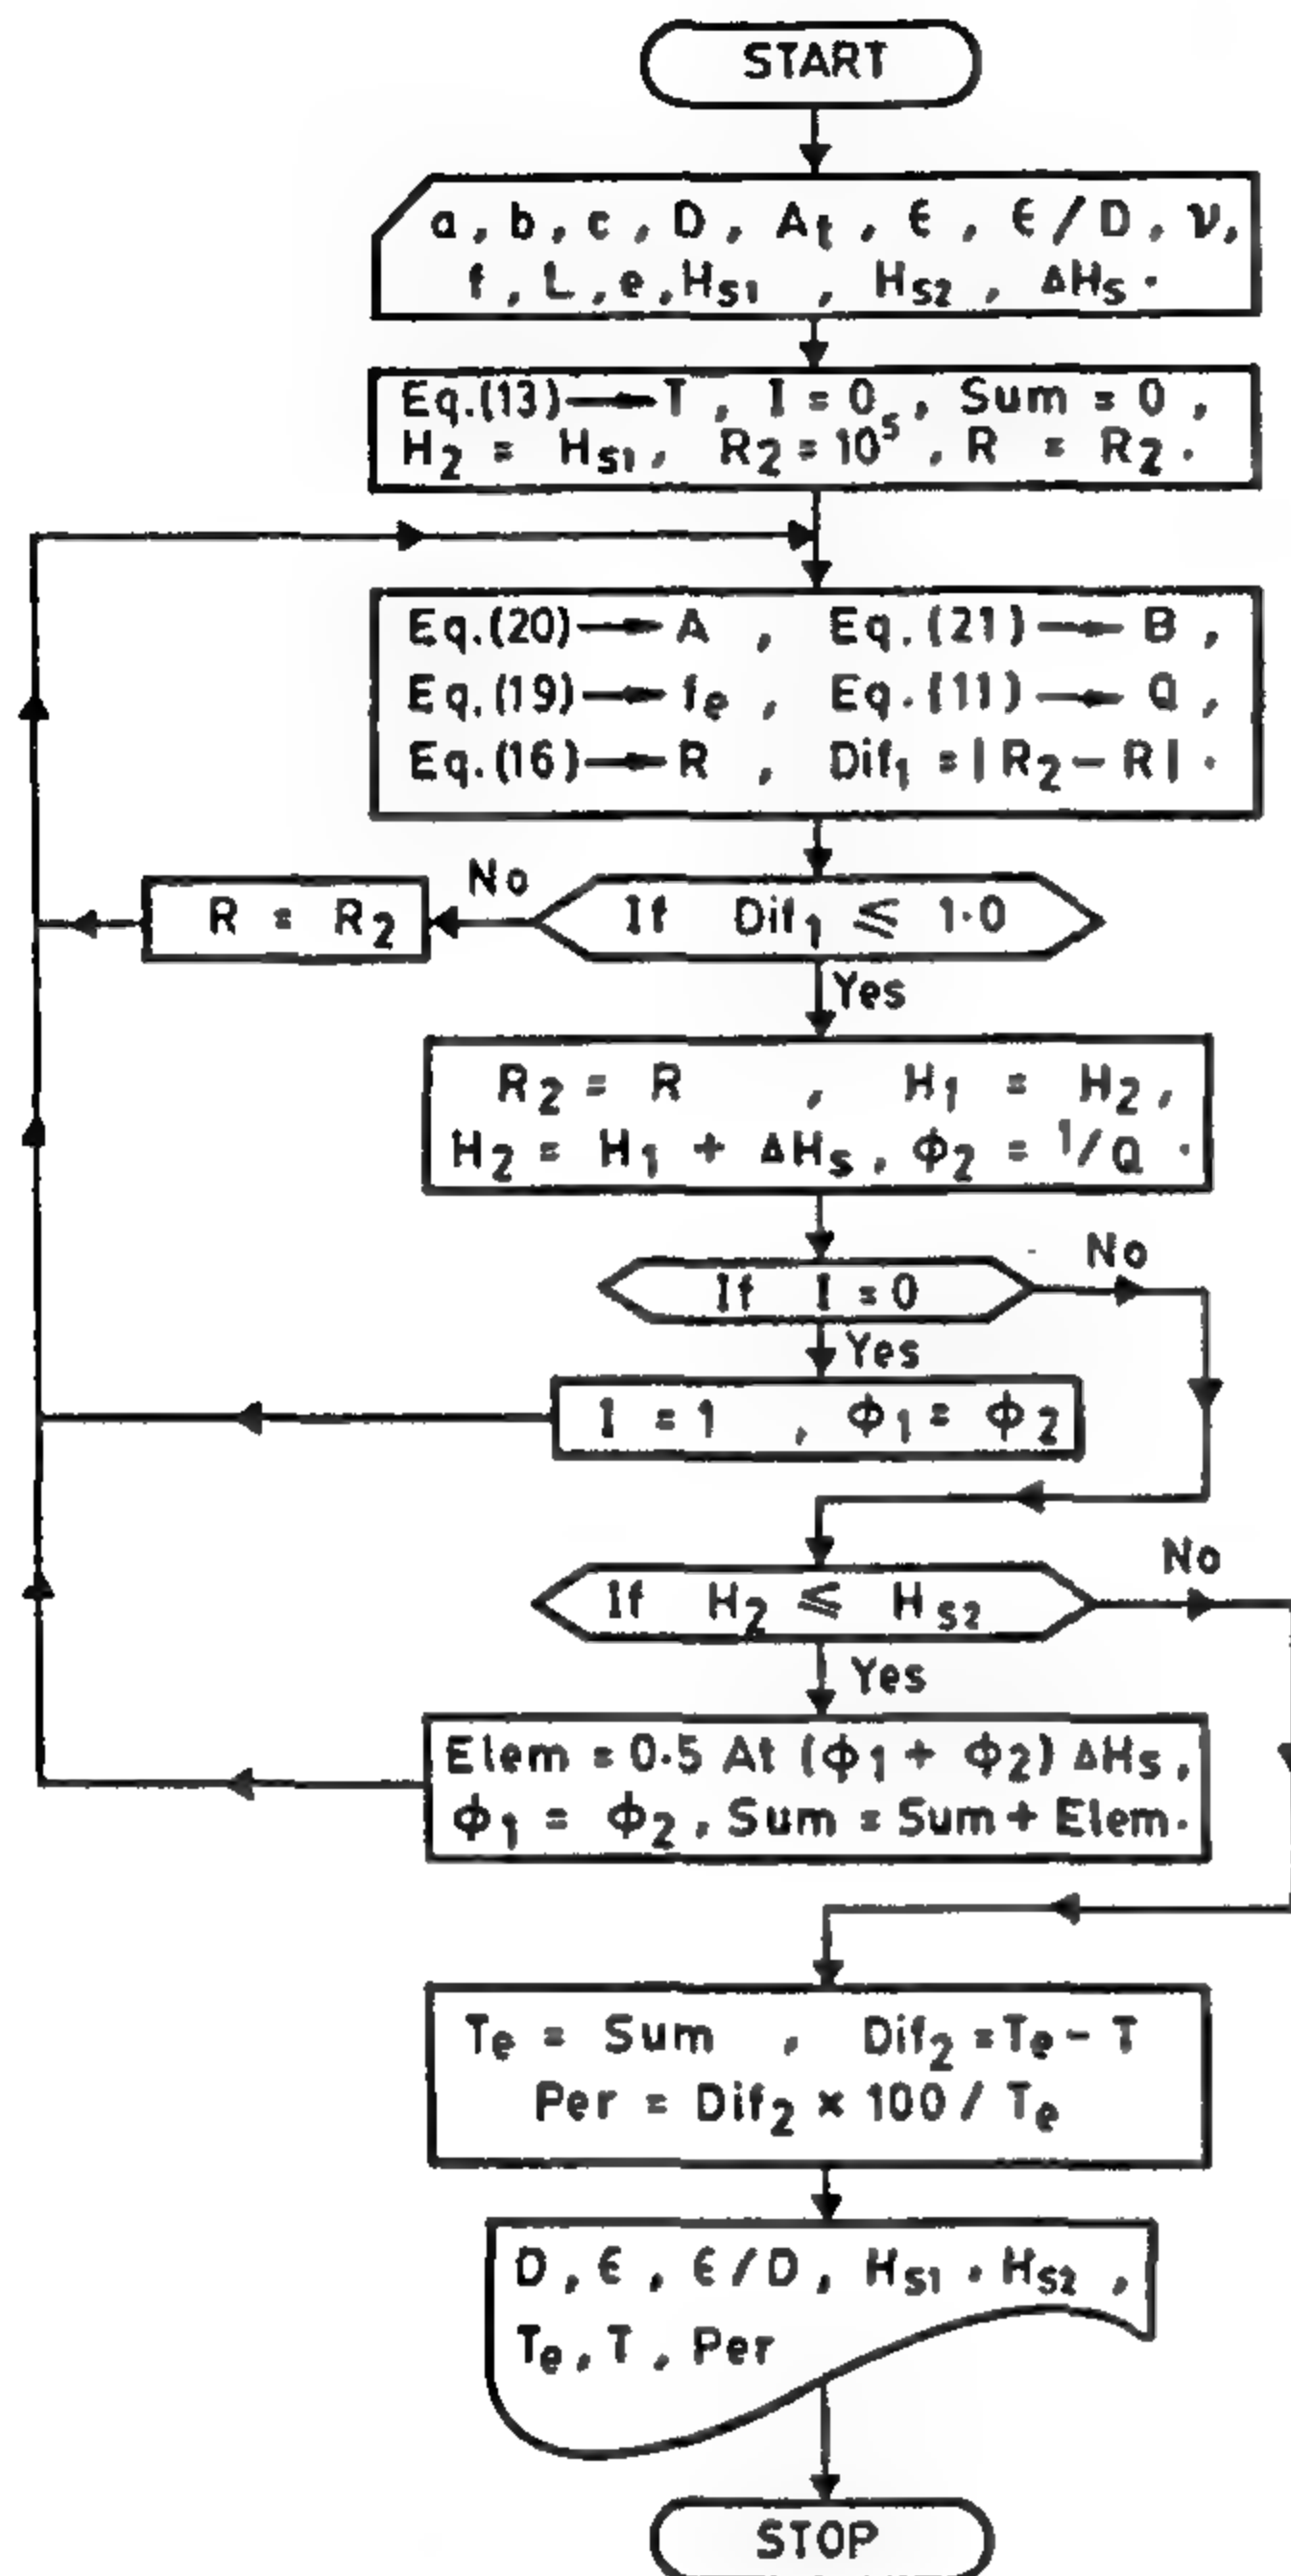 START
a, b, c, D, At, ϵ, ϵ/D, ν,
f, L, e, HS1, HS2, ΔHS.
Eq.(13)→T, I = 0, Sum = 0,
H2 = HS1, R2 = 10⁵, R = R2.
Eq.(20)→A, Eq.(21)→B,
Eq.(19)→fe, Eq.(11)→Q,
Eq.(16)→R, Dif1 = |R2 − R|.
No
R = R2
If Dif1 ≤ 1·0
Yes
R2 = R, H1 = H2,
H2 = H1 + ΔHS, Φ2 = 1/Q.
No
If I = 0
Yes
I = 1, Φ1 = Φ2
No
If H2 ≤ HS2
Yes
Elem = 0.5 At (Φ1 + Φ2) ΔHS,
Φ1 = Φ2, Sum = Sum + Elem.
Te = Sum, Dif2 = Te − T
Per = Dif2 × 100 / Te
D, ϵ, ϵ/D, HS1, HS2,
Te, T, Per
STOP